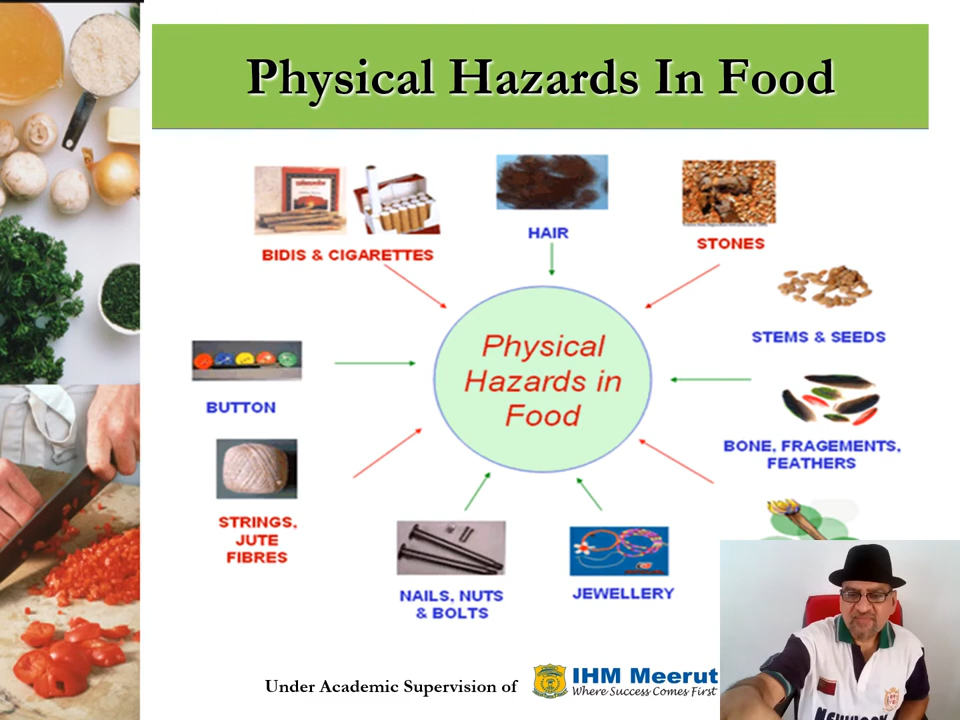 Physical Hazards In Food
BIDIS & CIGARETTES
HAIR
STONES
STEMS & SEEDS
Physical
Hazards in
Food
BUTTON
BONE, FRAGEMENTS,
FEATHERS
STRINGS,
JUTE
FIBRES
NAILS, NUTS
& BOLTS
JEWELLERY
Under Academic Supervision of
IHM Meerut
Where Success Comes First